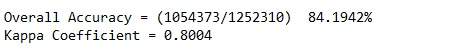 Overall Accuracy = (1054373/1252310)  84.1942%
Kappa Coefficient = 0.8004